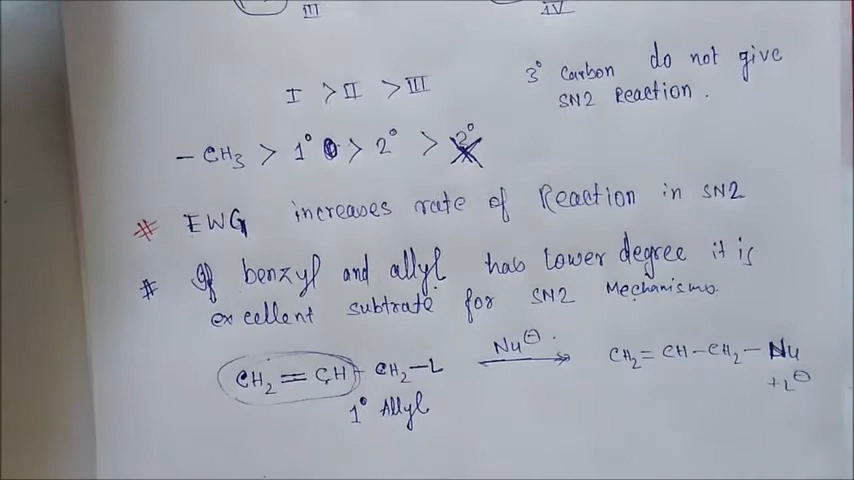 III
IV
I > II > III
3° Carbon do not give
SN2 Reaction.
- CH3 > 1° > 2° > 3°
# EWG increases rate of Reaction in SN2
# If benzyl and allyl has lower degree it is
excellent subtrate for SN2 Mechanisms.
CH2=CH-CH2-L Nu⊖ → CH2=CH-CH2-Nu
+L⊖
1° Allyl